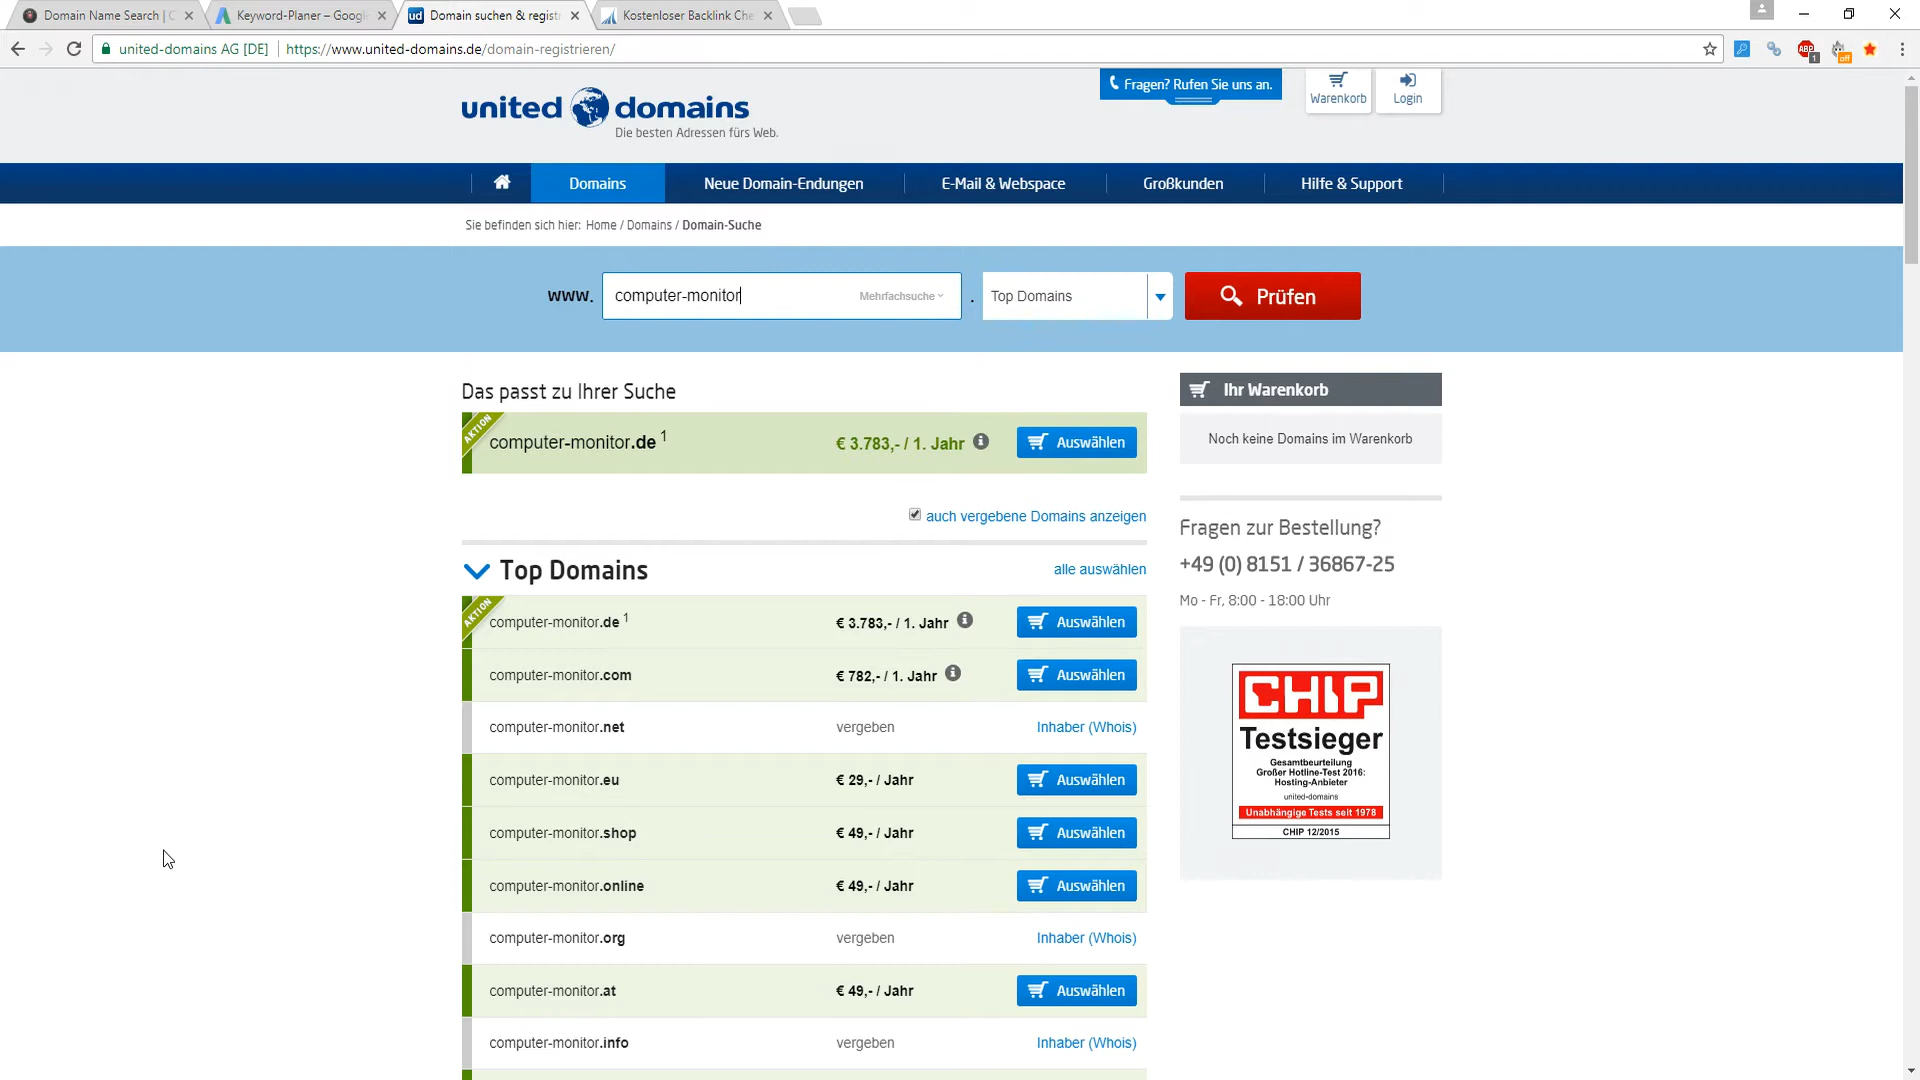 Domain Name Search | C
Keyword-Planer – Google
Domain suchen & registr
Kostenloser Backlink Che
united-domains AG [DE]
https://www.united-domains.de/domain-registrieren/
ABP
1
off
united domains
Die besten Adressen fürs Web.
Fragen? Rufen Sie uns an.
Warenkorb
Login
Domains
Neue Domain-Endungen
E-Mail & Webspace
Großkunden
Hilfe & Support
Sie befinden sich hier: Home / Domains / Domain-Suche
www. computer-monitor Mehrfachsuche . Top Domains Prüfen
Das passt zu Ihrer Suche
AKTION
computer-monitor.de 1 € 3.783,- / 1. Jahr Auswählen
auch vergebene Domains anzeigen
Top Domains alle auswählen
AKTION
computer-monitor.de 1 € 3.783,- / 1. Jahr Auswählen
computer-monitor.com € 782,- / 1. Jahr Auswählen
computer-monitor.net vergeben Inhaber (Whois)
computer-monitor.eu € 29,- / Jahr Auswählen
computer-monitor.shop € 49,- / Jahr Auswählen
computer-monitor.online € 49,- / Jahr Auswählen
computer-monitor.org vergeben Inhaber (Whois)
computer-monitor.at € 49,- / Jahr Auswählen
computer-monitor.info vergeben Inhaber (Whois)
Ihr Warenkorb
Noch keine Domains im Warenkorb
Fragen zur Bestellung?
+49 (0) 8151 / 36867-25
Mo - Fr, 8:00 - 18:00 Uhr
CHIP
Testsieger
Gesamtbeurteilung
Großer Hotline-Test 2016:
Hosting-Anbieter
united-domains
Unabhängige Tests seit 1978
CHIP 12/2015